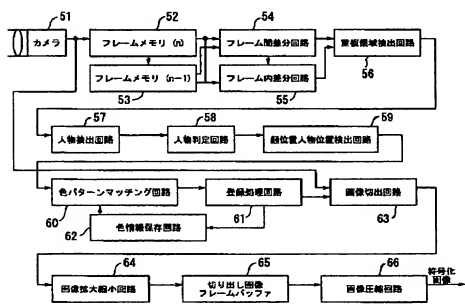 51
52
54
カメラ
フレームメモリ (n)
フレーム間差分回路
重複領域抽出回路
56
フレームメモリ (n−1)
フレーム内差分回路
53
55
57
58
59
人物抽出回路
人物判定回路
顔位置人物位置検出回路
色パターンマッチング回路
登録処理回路
画像切出回路
60
62
色情報保存回路
61
63
64
65
66
符号化
画像
画像拡大縮小回路
切り出し画像
フレームバッファ
画像圧縮回路